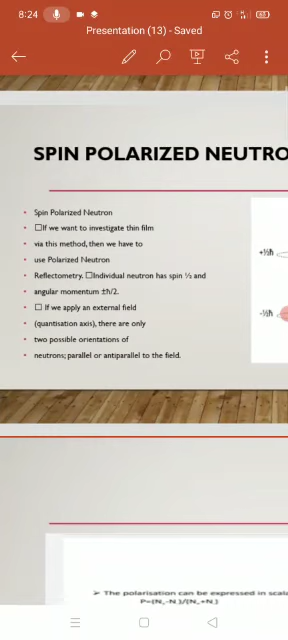 8:24
63
Presentation (13) - Saved
SPIN POLARIZED NEUTRO
• Spin Polarized Neutron
• □If we want to investigate thin film
• via this method, then we have to
• use Polarized Neutron
• Reflectometry. □Individual neutron has spin ½ and
• angular momentum ±ħ/2.
• □ If we apply an external field
• (quantisation axis), there are only
• two possible orientations of
• neutrons; parallel or antiparallel to the field.
+½ħ
-½ħ
➢ The polarisation can be expressed in scala